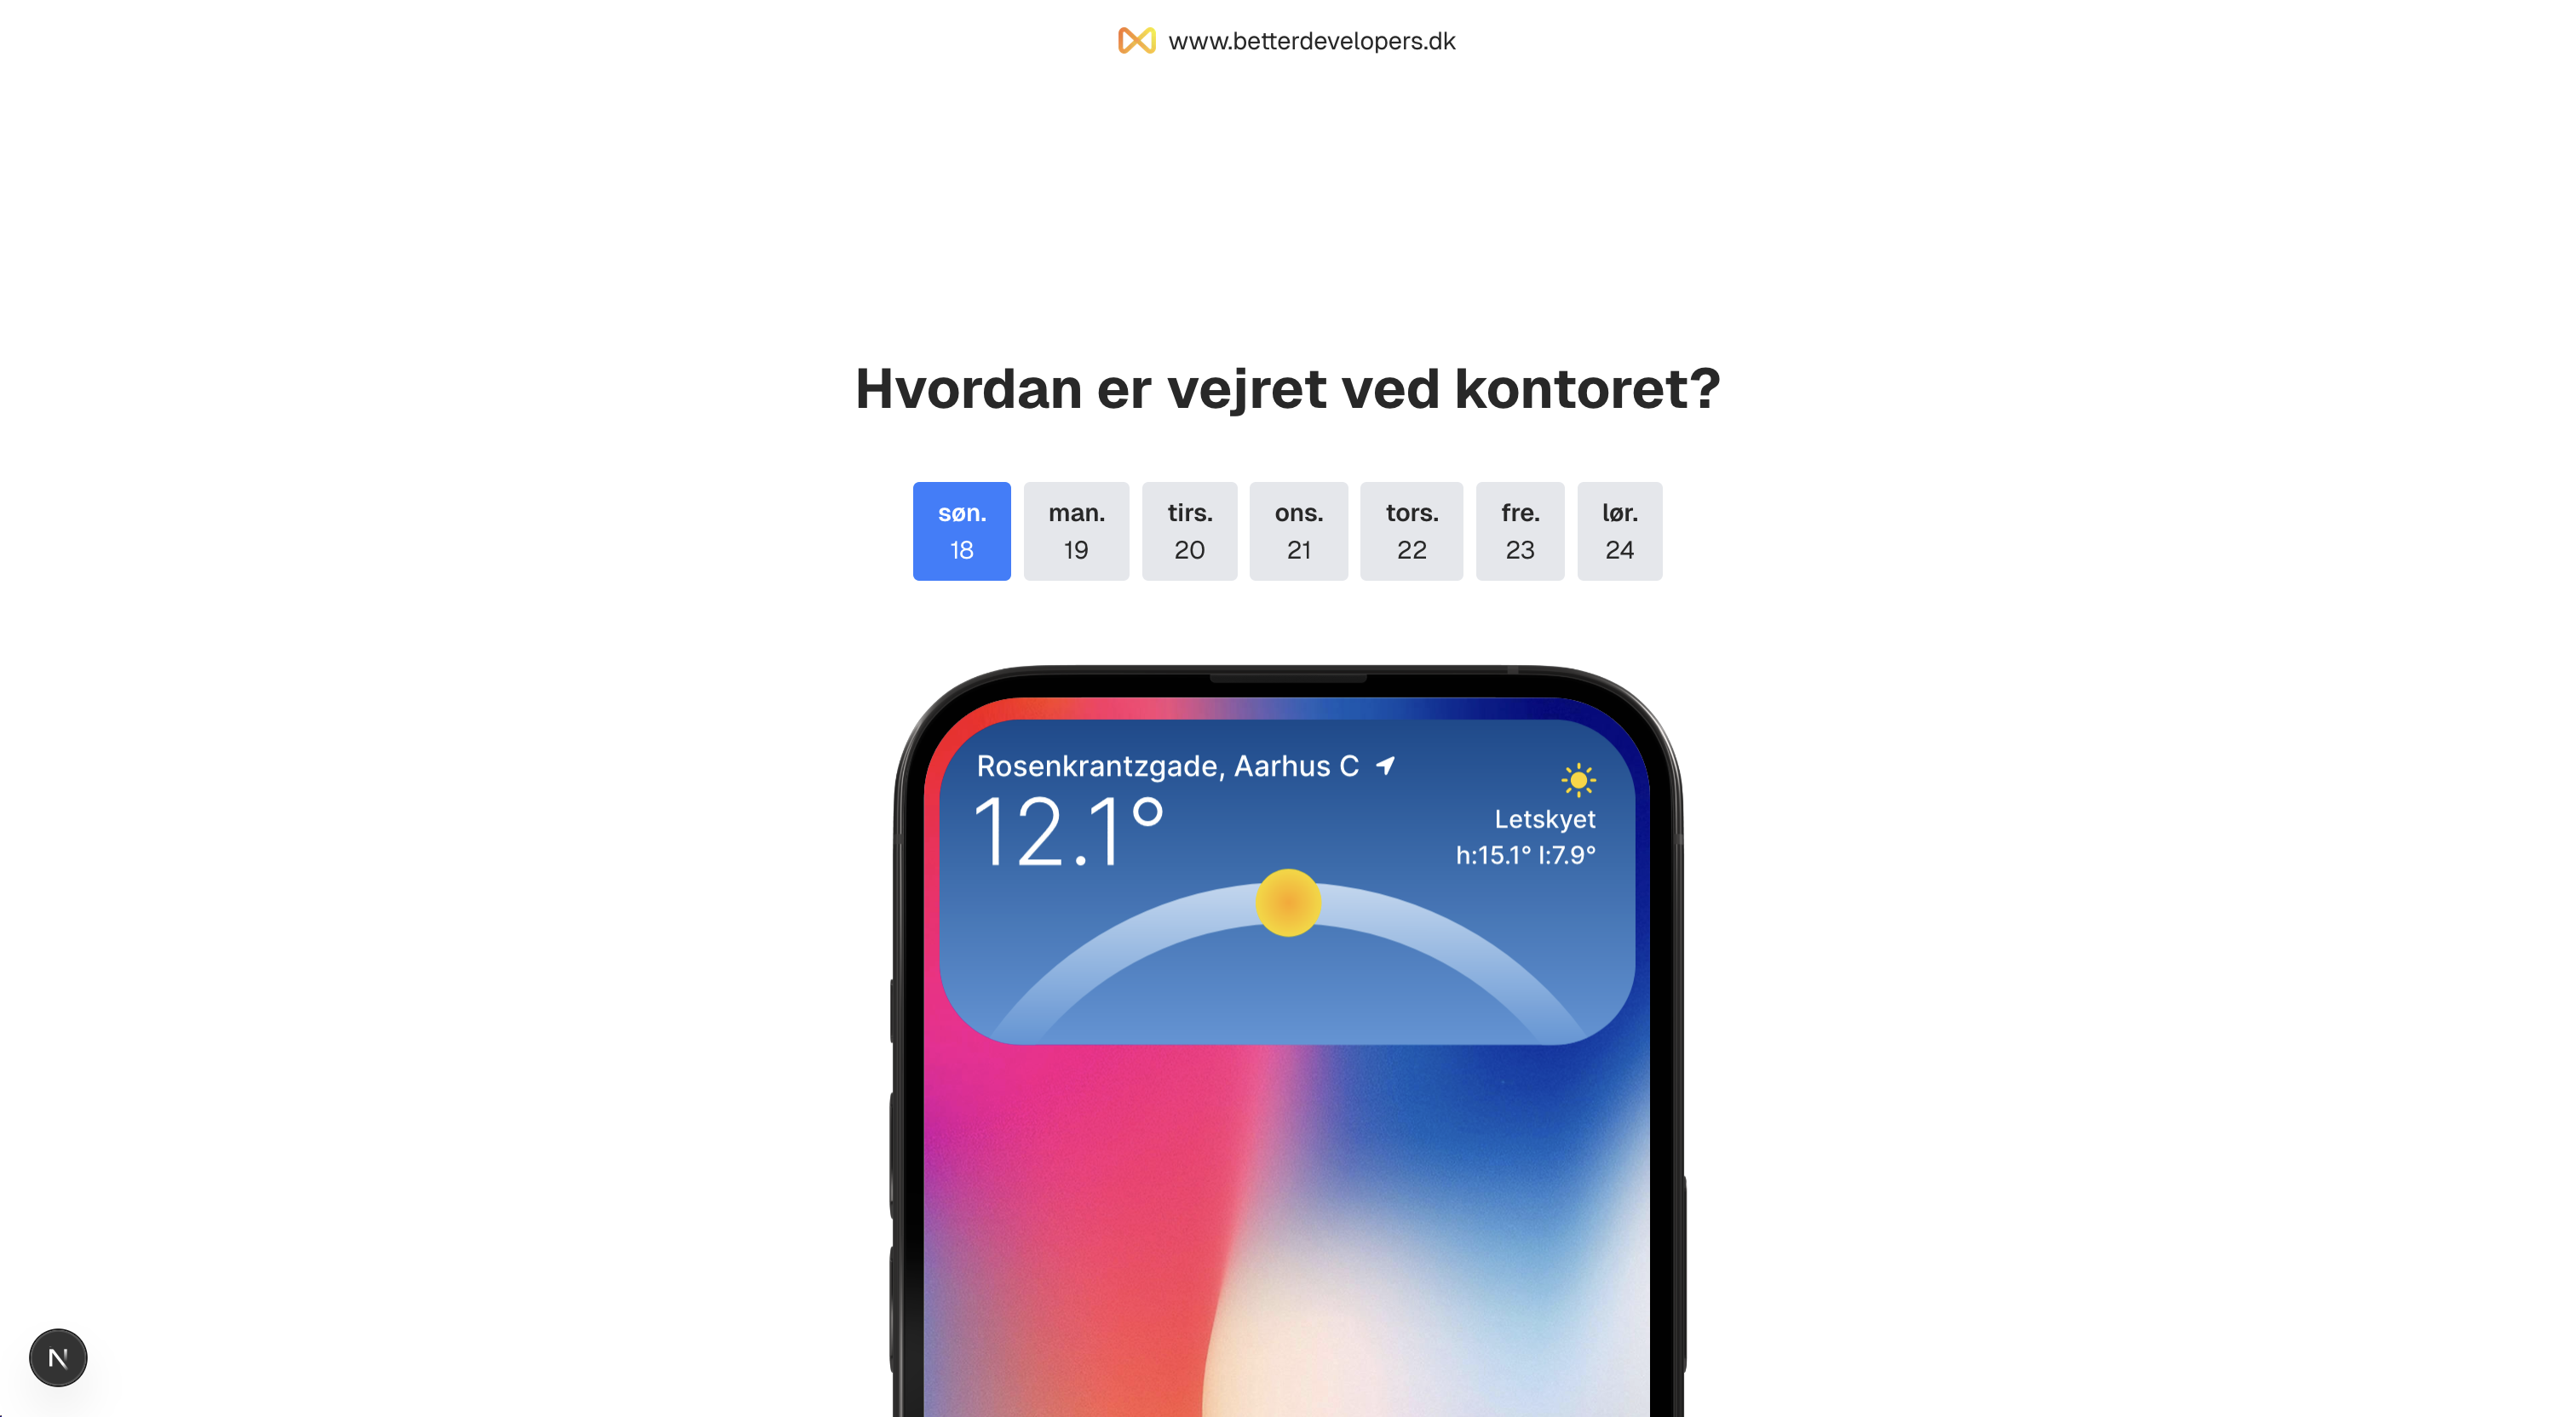 www.betterdevelopers.dk
Hvordan er vejret ved kontoret?
søn. man. tirs. ons. tors. fre. lør.
18 19 20 21 22 23 24
Rosenkrantzgade, Aarhus C
12.1°
Letskyet
h:15.1° l:7.9°
N